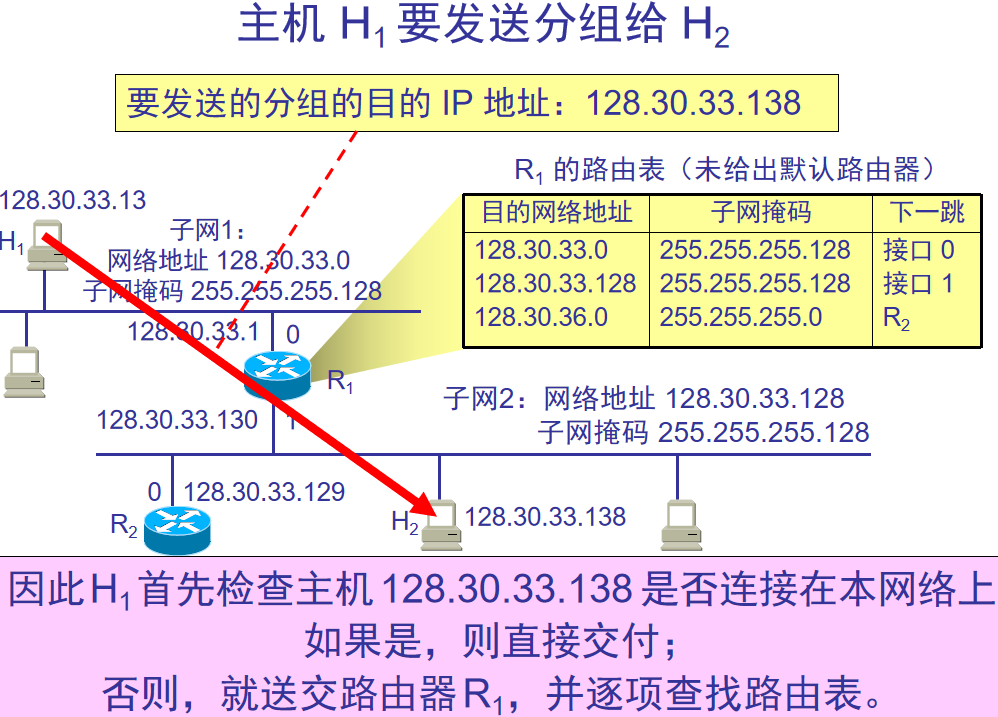 主机 H1 要发送分组给 H2
要发送的分组的目的 IP 地址：128.30.33.138
R1 的路由表（未给出默认路由器）
目的网络地址 子网掩码 下一跳
128.30.33.0 255.255.255.128 接口 0
128.30.33.128 255.255.255.128 接口 1
128.30.36.0 255.255.255.0 R2
128.30.33.13
H1
子网1：
网络地址 128.30.33.0
子网掩码 255.255.255.128
128.30.33.1
0
R1
128.30.33.130
1
子网2：网络地址 128.30.33.128
子网掩码 255.255.255.128
0
128.30.33.129
R2
H2
128.30.33.138
因此 H1 首先检查主机 128.30.33.138 是否连接在本网络上
如果是，则直接交付；
否则，就送交路由器 R1，并逐项查找路由表。